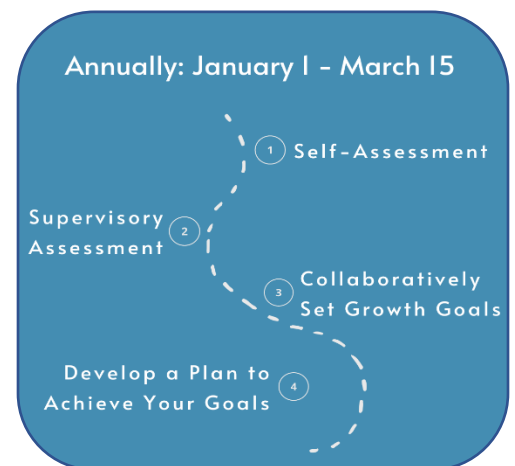 Annually: January 1 - March 15
1 Self-Assessment
Supervisory
2
Assessment
Collaboratively
3
Set Growth Goals
Develop a Plan to
4
Achieve Your Goals